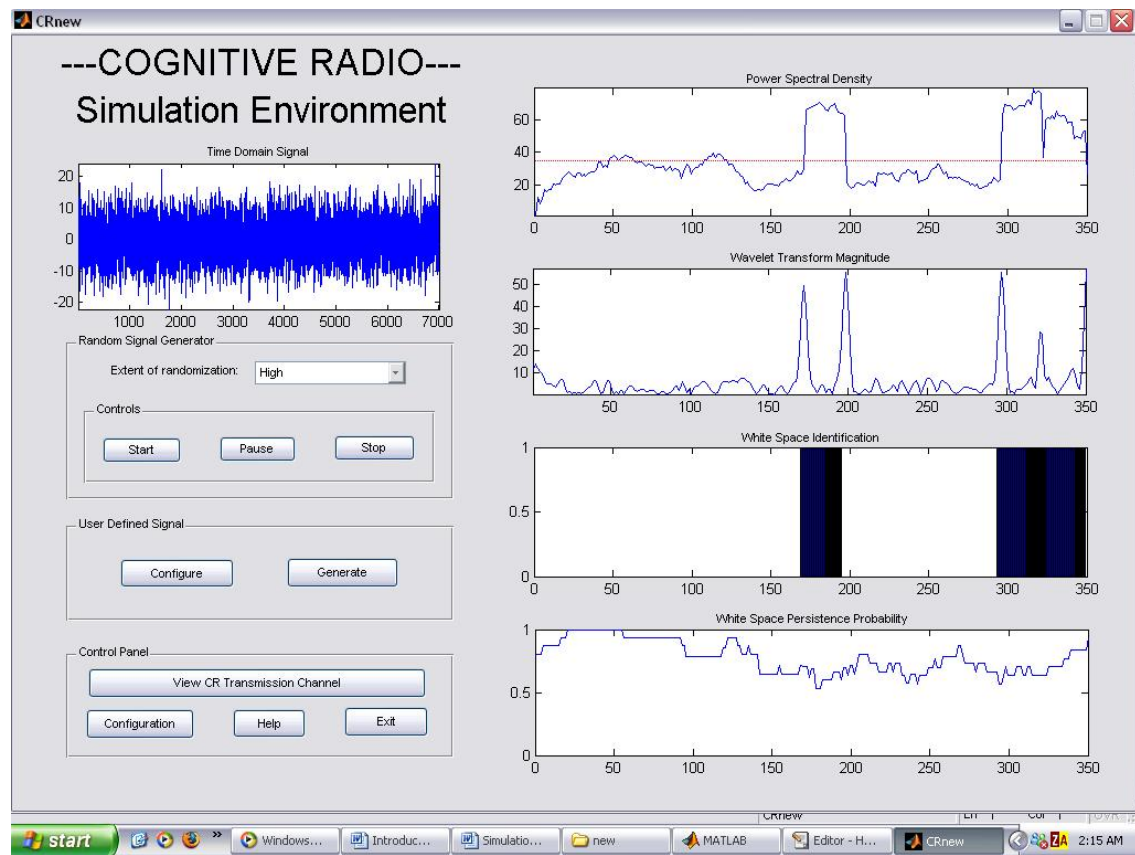 CRnew
---COGNITIVE RADIO---
Simulation Environment
Time Domain Signal
20
10
0
-10
-20
1000 2000 3000 4000 5000 6000 7000
Random Signal Generator
Extent of randomization: High
Controls
Start Pause Stop
User Defined Signal
Configure Generate
Control Panel
View CR Transmission Channel
Configuration Help Exit
Power Spectral Density
60
40
20
0 50 100 150 200 250 300 350
Wavelet Transform Magnitude
50
40
30
20
10
50 100 150 200 250 300 350
White Space Identification
1
0.5
0
0 50 100 150 200 250 300 350
White Space Persistence Probability
1
0.5
0
0 50 100 150 200 250 300 350
CRnew Ln Col OVR
start » Windows... Introduc... Simulatio... new MATLAB Editor - H... CRnew ZA 2:15 AM